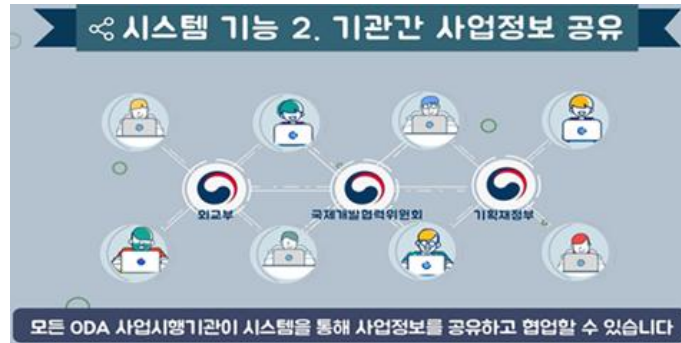 시스템 기능 2. 기관간 사업정보 공유
외교부
국제개발협력위원회
기획재정부
모든 ODA 사업시행기관이 시스템을 통해 사업정보를 공유하고 협업할 수 있습니다